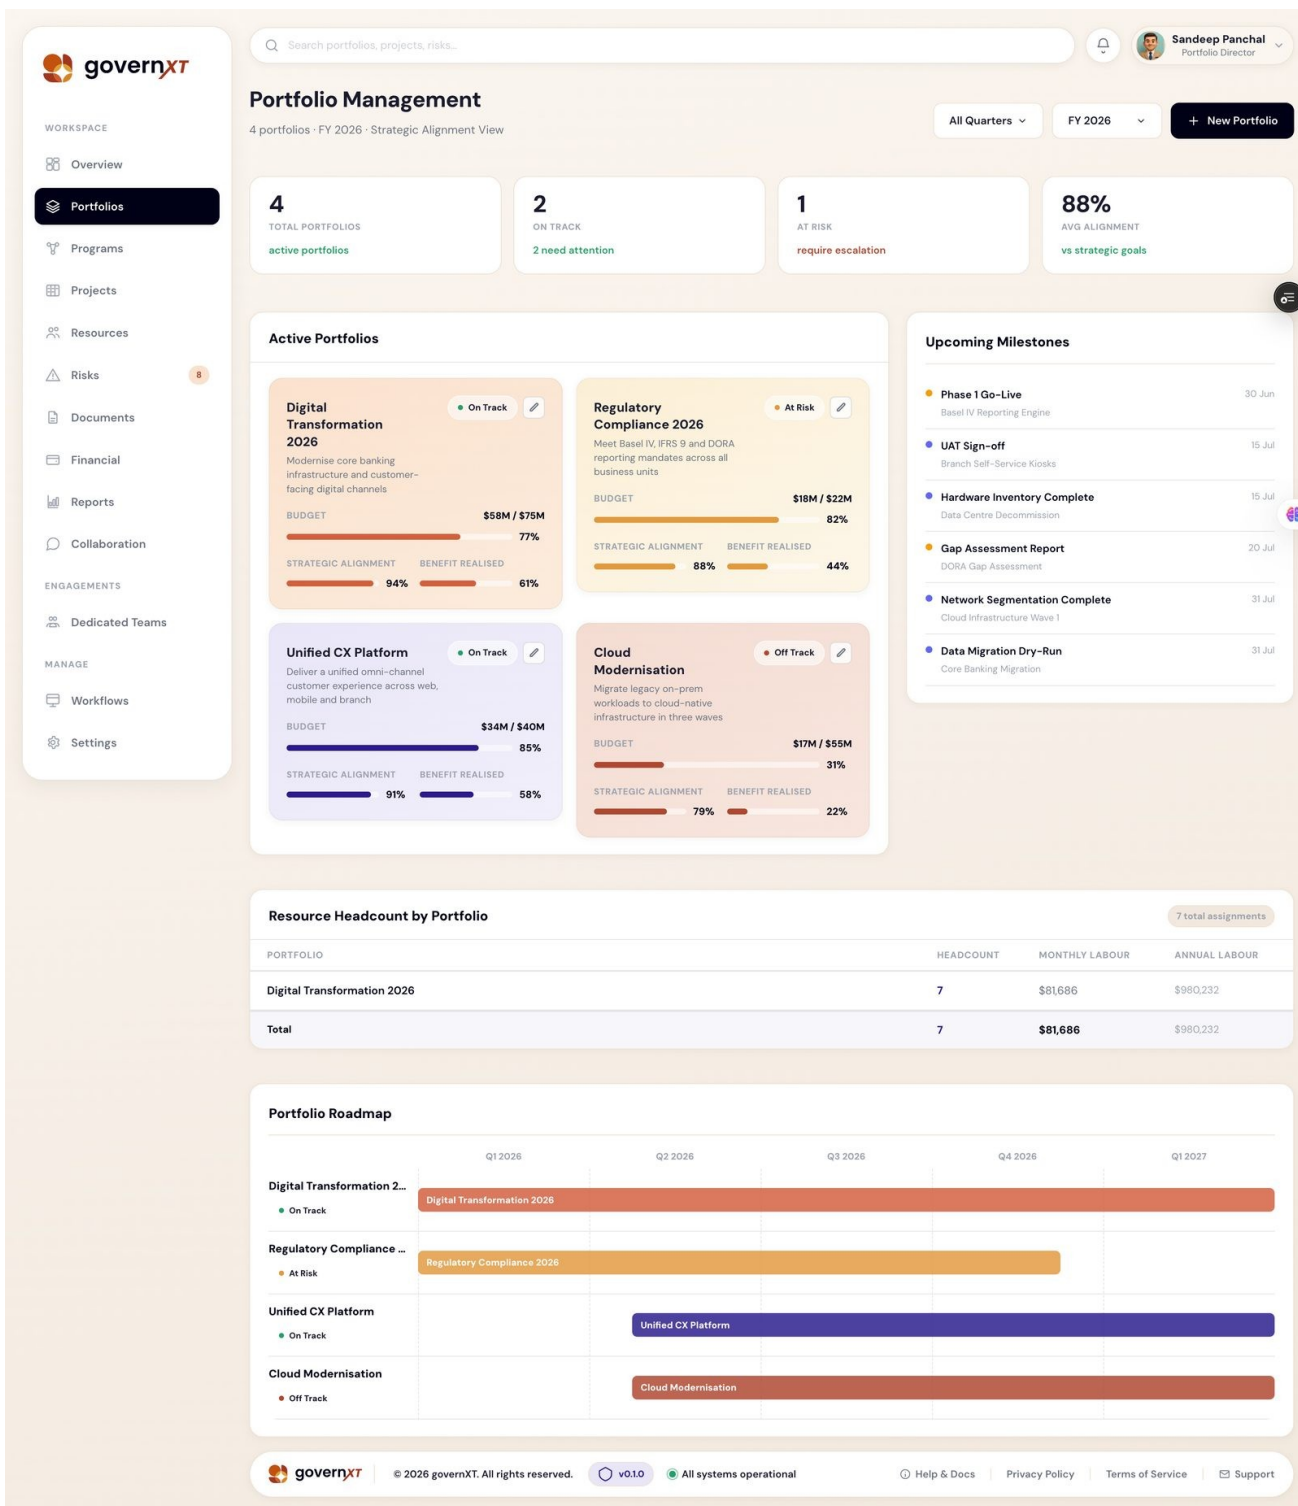 governXT
WORKSPACE
Overview
Portfolios
Programs
Projects
Resources
Risks
8
Documents
Financial
Reports
Collaboration
ENGAGEMENTS
Dedicated Teams
MANAGE
Workflows
Settings
Search portfolios, projects, risks...
Sandeep Panchal
Portfolio Director
Portfolio Management
4 portfolios · FY 2026 · Strategic Alignment View
All Quarters
FY 2026
+ New Portfolio
4
TOTAL PORTFOLIOS
active portfolios
2
ON TRACK
2 need attention
1
AT RISK
require escalation
88%
AVG ALIGNMENT
vs strategic goals
Active Portfolios
Digital
Transformation
2026
On Track
Modernise core banking
infrastructure and customer-
facing digital channels
BUDGET
$58M / $75M
77%
STRATEGIC ALIGNMENT
94%
BENEFIT REALISED
61%
Regulatory
Compliance 2026
At Risk
Meet Basel IV, IFRS 9 and DORA
reporting mandates across all
business units
BUDGET
$18M / $22M
82%
STRATEGIC ALIGNMENT
88%
BENEFIT REALISED
44%
Unified CX Platform
On Track
Deliver a unified omni-channel
customer experience across web,
mobile and branch
BUDGET
$34M / $40M
85%
STRATEGIC ALIGNMENT
91%
BENEFIT REALISED
58%
Cloud
Modernisation
Off Track
Migrate legacy on-prem
workloads to cloud-native
infrastructure in three waves
BUDGET
$17M / $55M
31%
STRATEGIC ALIGNMENT
79%
BENEFIT REALISED
22%
Upcoming Milestones
Phase 1 Go-Live
30 Jun
Basel IV Reporting Engine
UAT Sign-off
15 Jul
Branch Self-Service Kiosks
Hardware Inventory Complete
15 Jul
Data Centre Decommission
Gap Assessment Report
20 Jul
DORA Gap Assessment
Network Segmentation Complete
31 Jul
Cloud Infrastructure Wave 1
Data Migration Dry-Run
31 Jul
Core Banking Migration
Resource Headcount by Portfolio
7 total assignments
PORTFOLIO HEADCOUNT MONTHLY LABOUR ANNUAL LABOUR
Digital Transformation 2026 7 $81,686 $980,232
Total 7 $81,686 $980,232
Portfolio Roadmap
Q1 2026 Q2 2026 Q3 2026 Q4 2026 Q1 2027
Digital Transformation 2...
On Track
Digital Transformation 2026
Regulatory Compliance ...
At Risk
Regulatory Compliance 2026
Unified CX Platform
On Track
Unified CX Platform
Cloud Modernisation
Off Track
Cloud Modernisation
governXT
© 2026 governXT. All rights reserved.
v0.1.0
All systems operational
Help & Docs
Privacy Policy
Terms of Service
Support